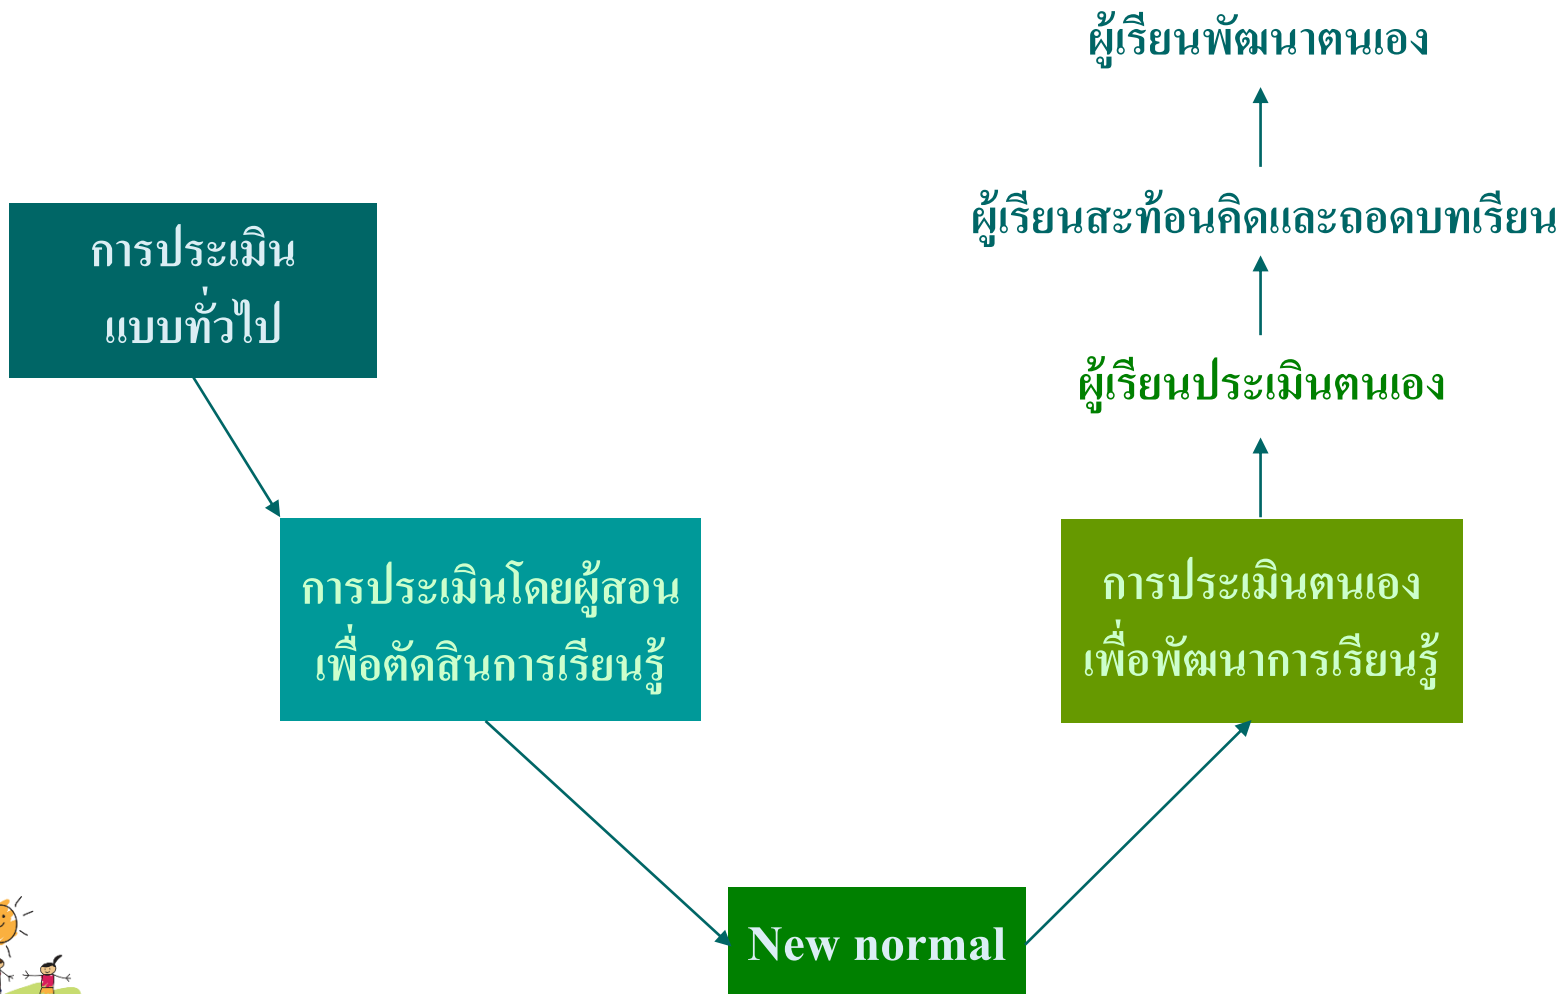 ผู้เรียนพัฒนาตนเอง
ผู้เรียนสะท้อนคิดและถอดบทเรียน
การประเมิน
แบบทั่วไป
ผู้เรียนประเมินตนเอง
การประเมินโดยผู้สอน
เพื่อตัดสินการเรียนรู้
การประเมินตนเอง
เพื่อพัฒนาการเรียนรู้
New normal